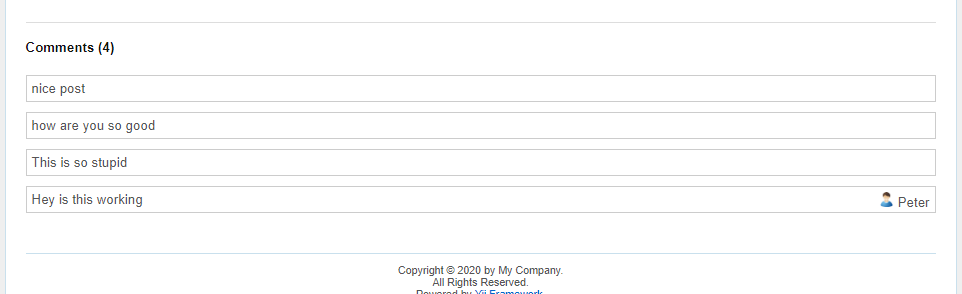 Comments (4)
nice post
how are you so good
This is so stupid
Hey is this working Peter
Copyright © 2020 by My Company.
All Rights Reserved.
Powered by Yii Framework.